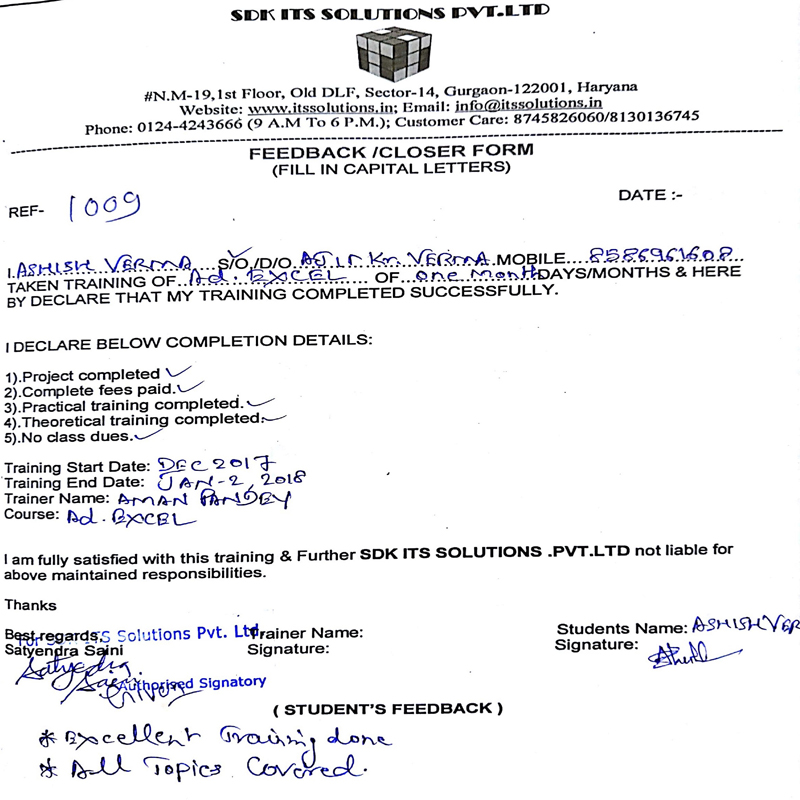 SDK ITS SOLUTIONS PVT.LTD
#N.M-19,1st Floor, Old DLF, Sector-14, Gurgaon-122001, Haryana
Website: www.itssolutions.in; Email: info@itssolutions.in
Phone: 0124-4243666 (9 A.M To 6 P.M.); Customer Care: 8745826060/8130136745
FEEDBACK /CLOSER FORM
(FILL IN CAPITAL LETTERS)
REF- 1009 DATE :-
I ASHISH VERMA S/O./D/O. Kr. VERMA MOBILE 8586961608
TAKEN TRAINING OF Ad. EXCEL OF one Month DAYS/MONTHS & HERE
BY DECLARE THAT MY TRAINING COMPLETED SUCCESSFULLY.
I DECLARE BELOW COMPLETION DETAILS:
1).Project completed ✓
2).Complete fees paid. ✓
3).Practical training completed. ✓
4).Theoretical training completed. ✓
5).No class dues. ✓
Training Start Date: DEC 2017
Training End Date: JAN-2, 2018
Trainer Name: AMAN PANDEY
Course: Ad. EXCEL
I am fully satisfied with this training & Further SDK ITS SOLUTIONS .PVT.LTD not liable for
above maintained responsibilities.
Thanks
Best regards, ITS Solutions Pvt. Ltd. Trainer Name: Students Name: ASHISH VER
Satyendra Saini Signature: Signature:
Satyendra
Saini Authorised Signatory
( STUDENT'S FEEDBACK )
* Excellent Training done
* All Topics Covered.